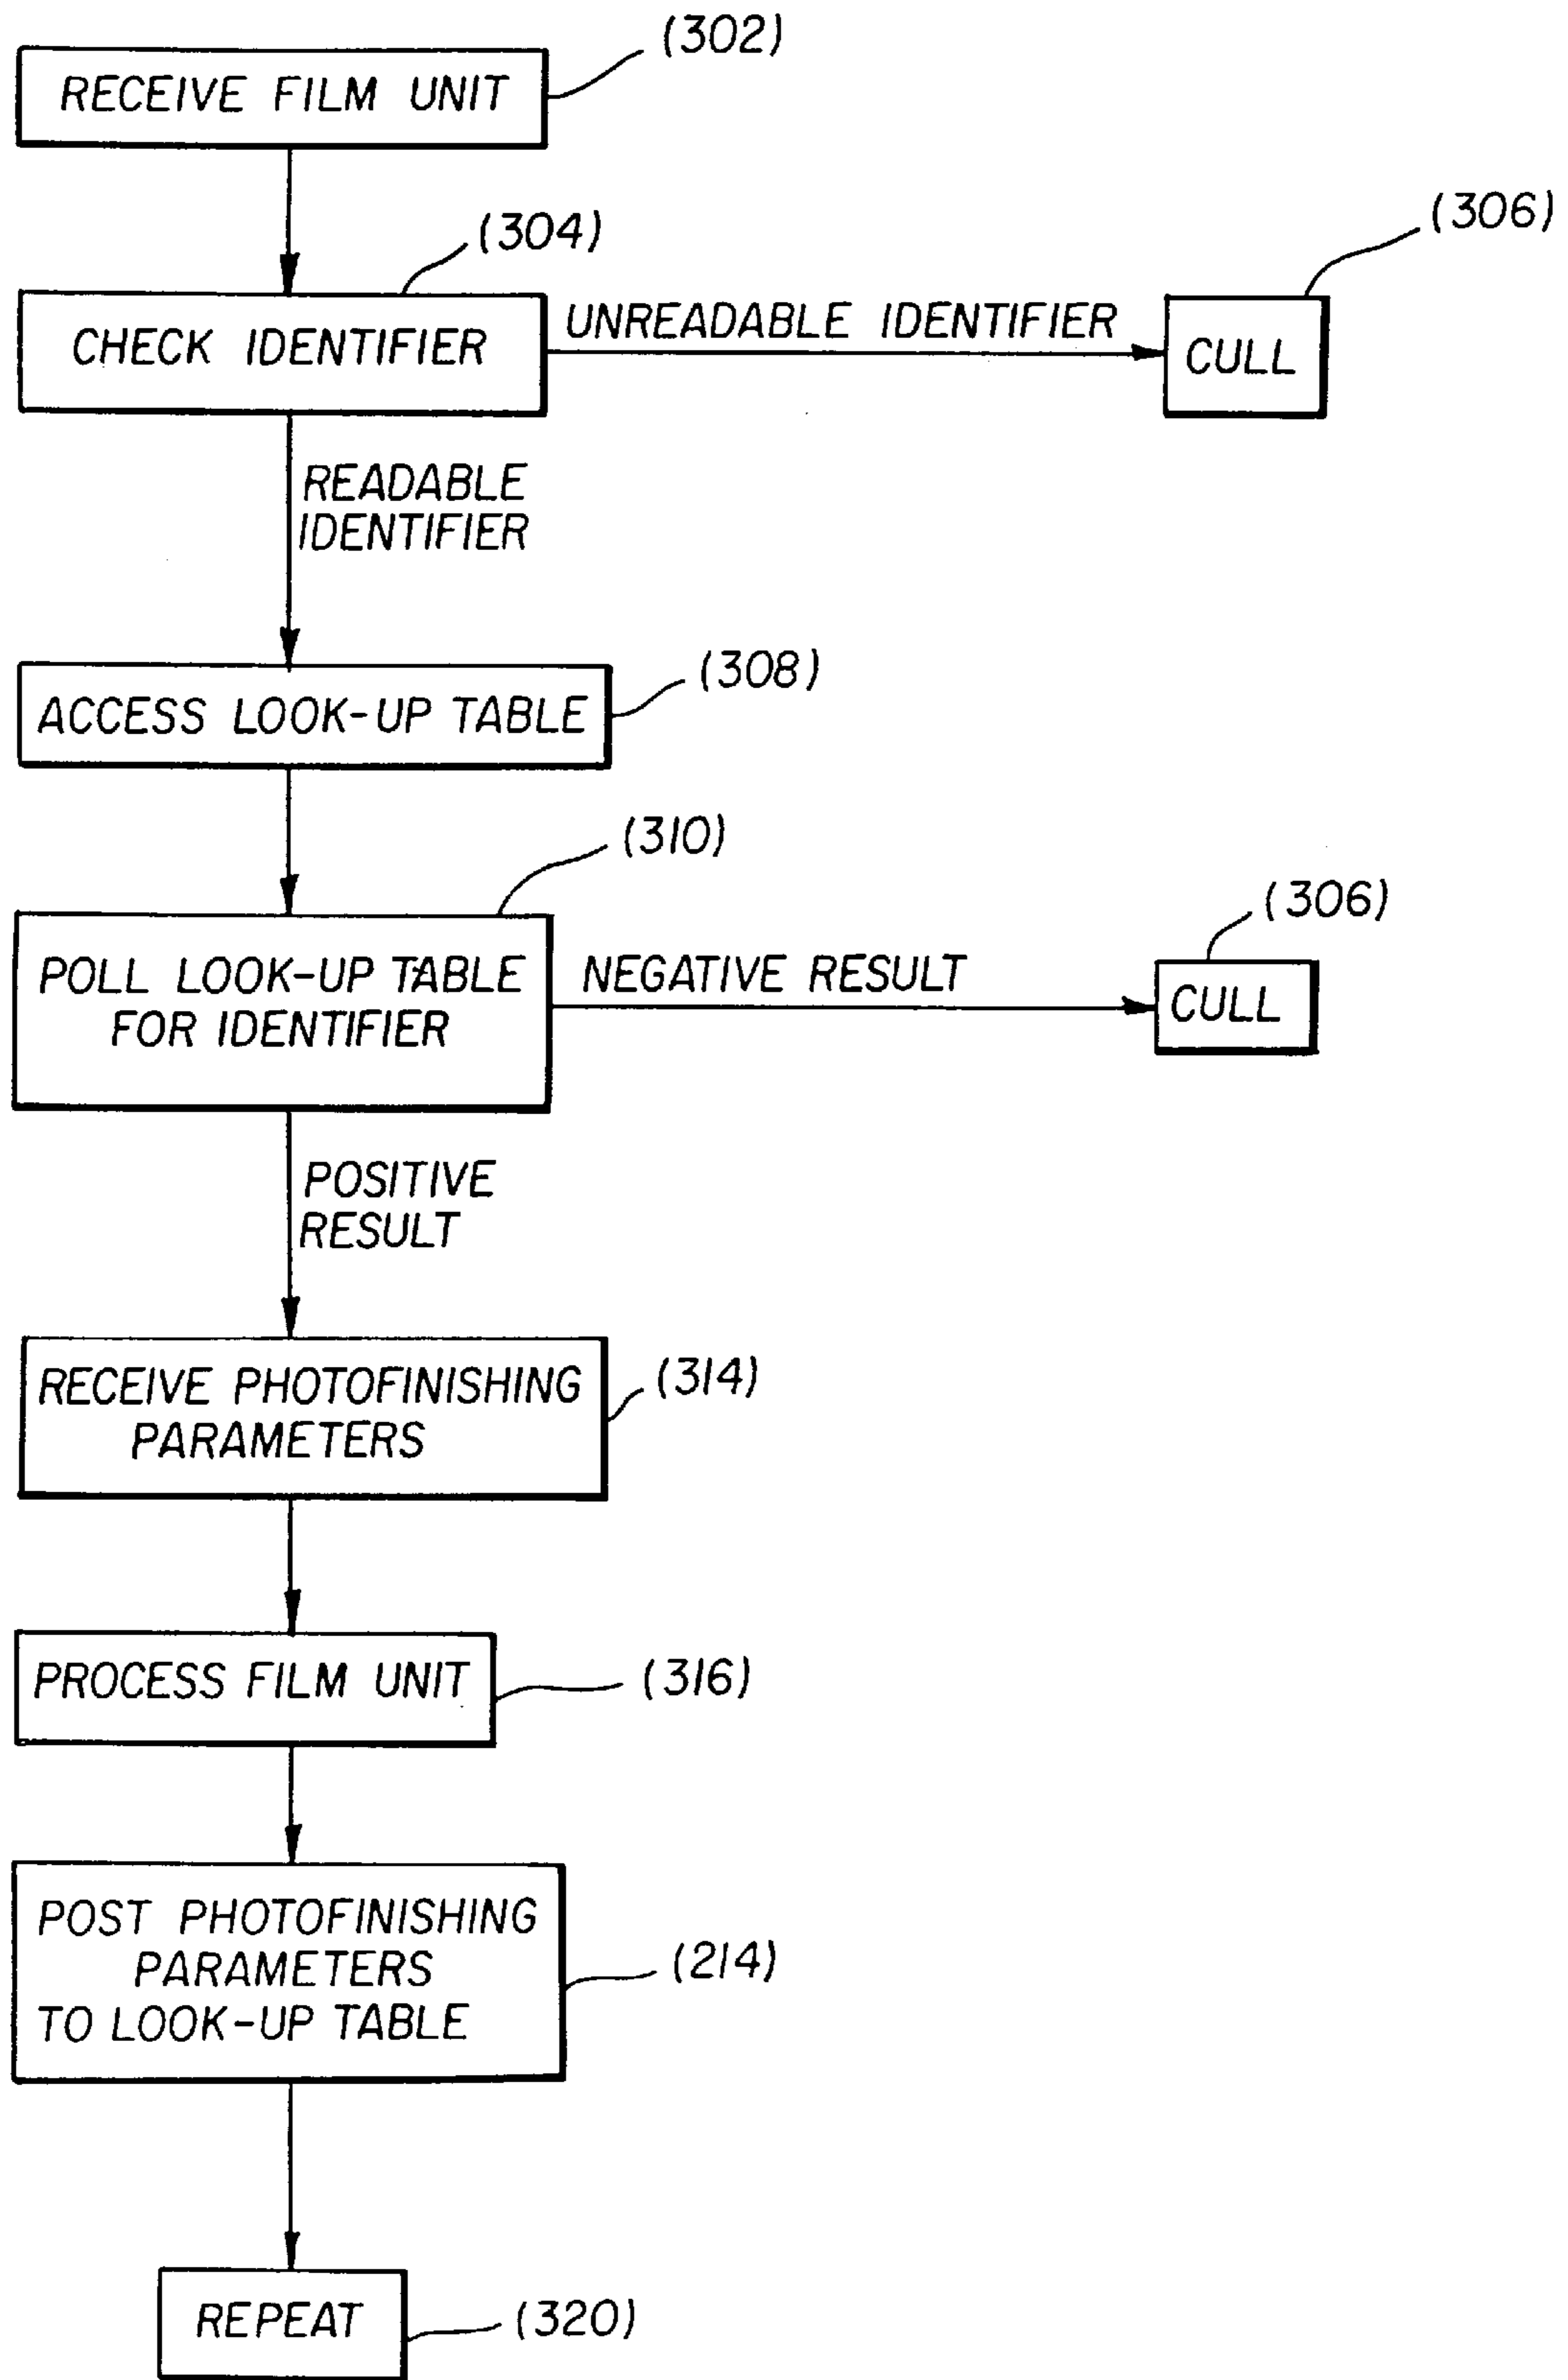 (302)
RECEIVE FILM UNIT
(304)
(306)
CHECK IDENTIFIER
UNREADABLE IDENTIFIER
CULL
READABLE
IDENTIFIER
(308)
ACCESS LOOK-UP TABLE
(310)
(306)
POLL LOOK-UP TABLE
FOR IDENTIFIER
NEGATIVE RESULT
CULL
POSITIVE
RESULT
RECEIVE PHOTOFINISHING
PARAMETERS
(314)
PROCESS FILM UNIT
(316)
POST PHOTOFINISHING
PARAMETERS
TO LOOK-UP TABLE
(214)
REPEAT
(320)